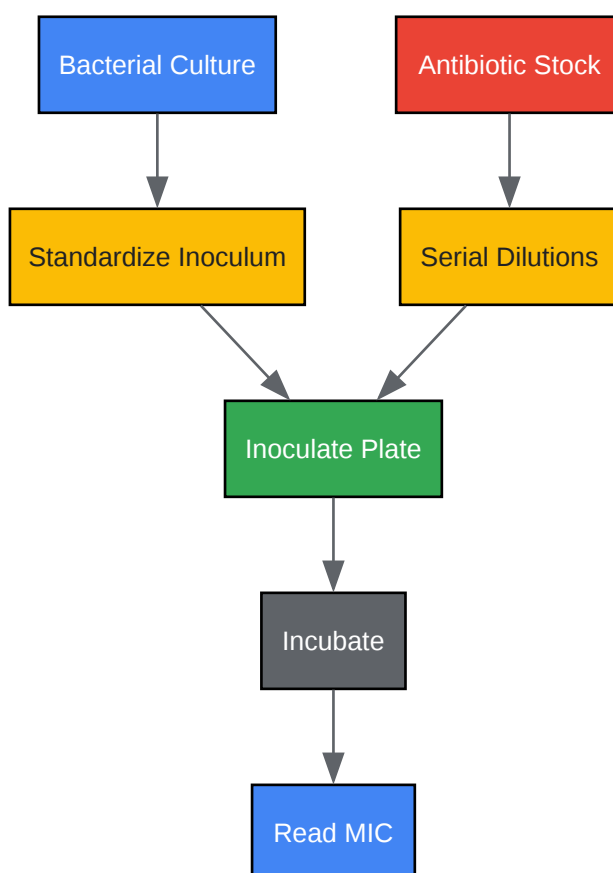 Bacterial Culture
Antibiotic Stock
Standardize Inoculum
Serial Dilutions
Inoculate Plate
Incubate
Read MIC